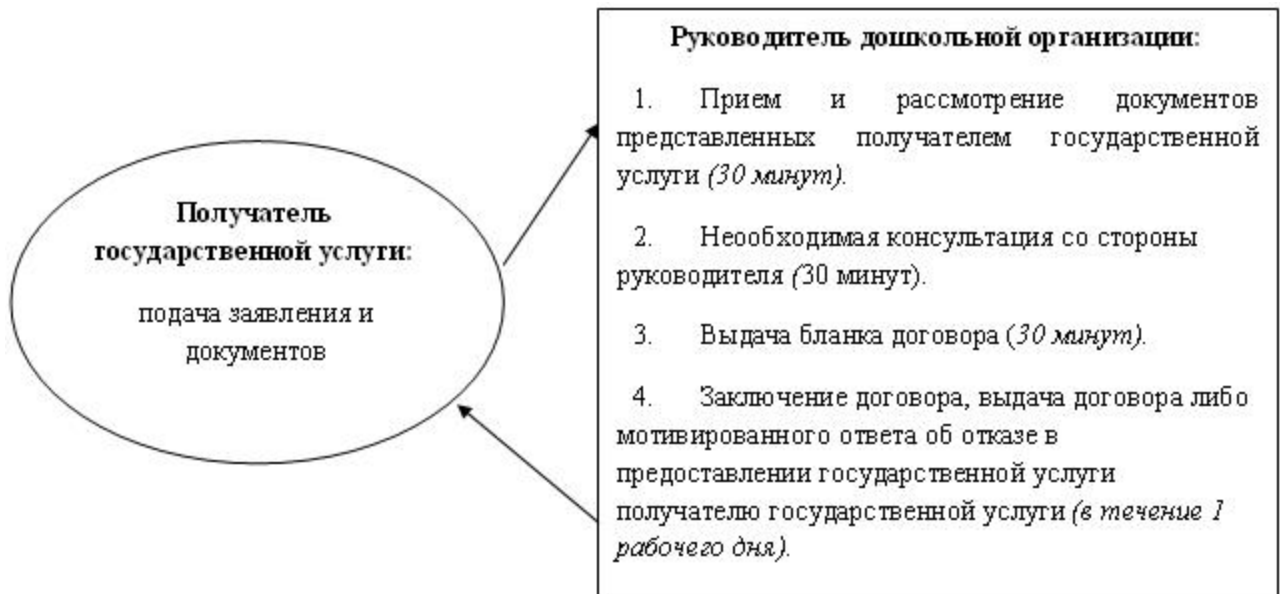 Получатель
государственной услуги:
подача заявления и
документов
Руководитель дошкольной организации:
1. Прием и рассмотрение документов
представленных получателем государственной
услуги (30 минут).
2. Неообходимая консультация со стороны
руководителя (30 минут).
3. Выдача бланка договора (30 минут).
4. Заключение договора, выдача договора либо
мотивированного ответа об отказе в
предоставлении государственной услуги
получателю государственной услуги (в течение 1
рабочего дня).